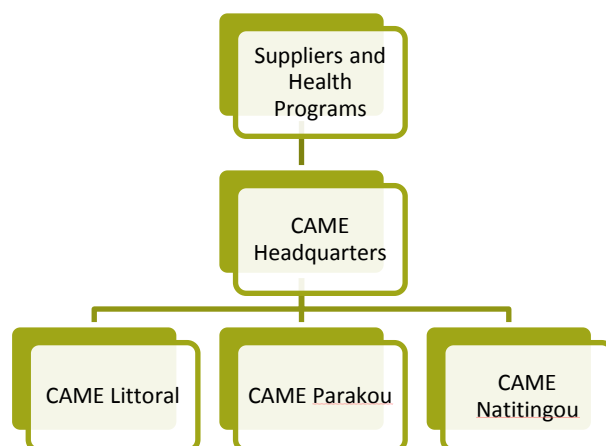 Suppliers and
Health
Programs
CAME
Headquarters
CAME Littoral
CAME Parakou
CAME
Natitingou